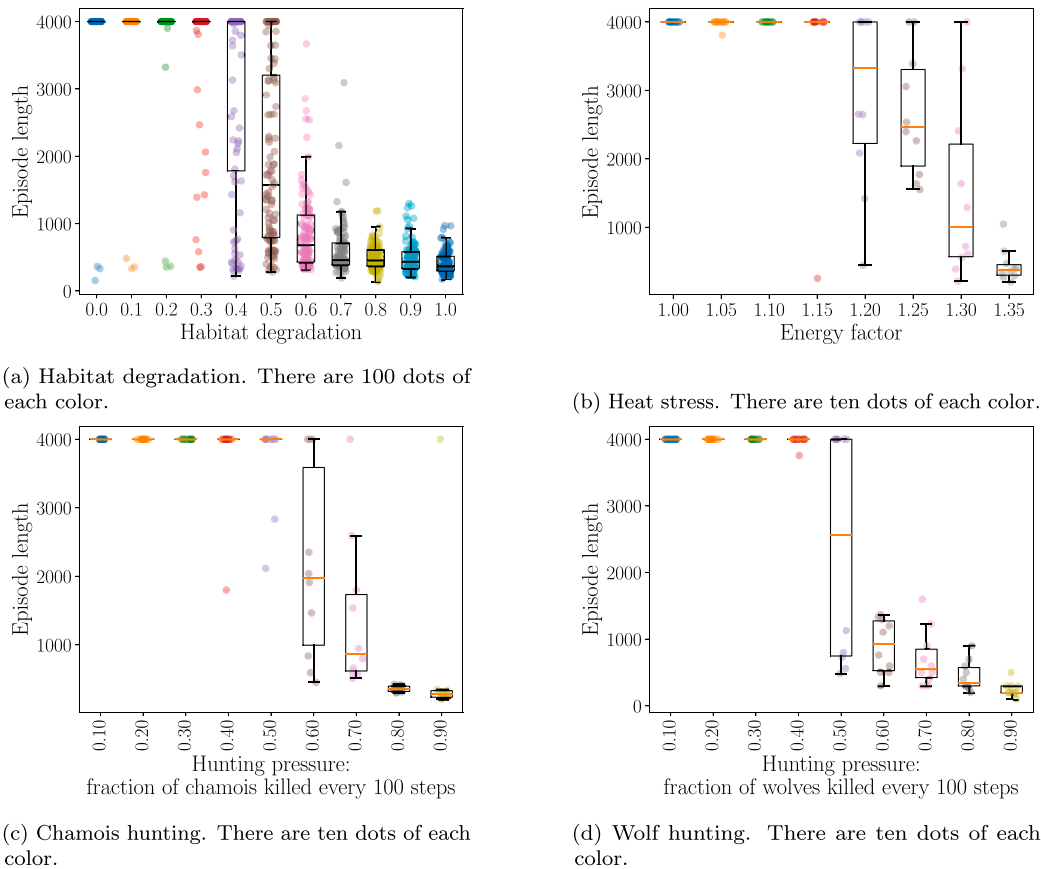 4000
3000
2000
1000
0
Episode length
0.0 0.1 0.2 0.3 0.4 0.5 0.6 0.7 0.8 0.9 1.0
Habitat degradation
(a) Habitat degradation. There are 100 dots of
each color.
4000
3000
2000
1000
Episode length
1.00 1.05 1.10 1.15 1.20 1.25 1.30 1.35
Energy factor
(b) Heat stress. There are ten dots of each color.
4000
3000
2000
1000
Episode length
0.10 0.20 0.30 0.40 0.50 0.60 0.70 0.80 0.90
Hunting pressure:
fraction of chamois killed every 100 steps
(c) Chamois hunting. There are ten dots of each
color.
4000
3000
2000
1000
0
Episode length
0.10 0.20 0.30 0.40 0.50 0.60 0.70 0.80 0.90
Hunting pressure:
fraction of wolves killed every 100 steps
(d) Wolf hunting. There are ten dots of each
color.